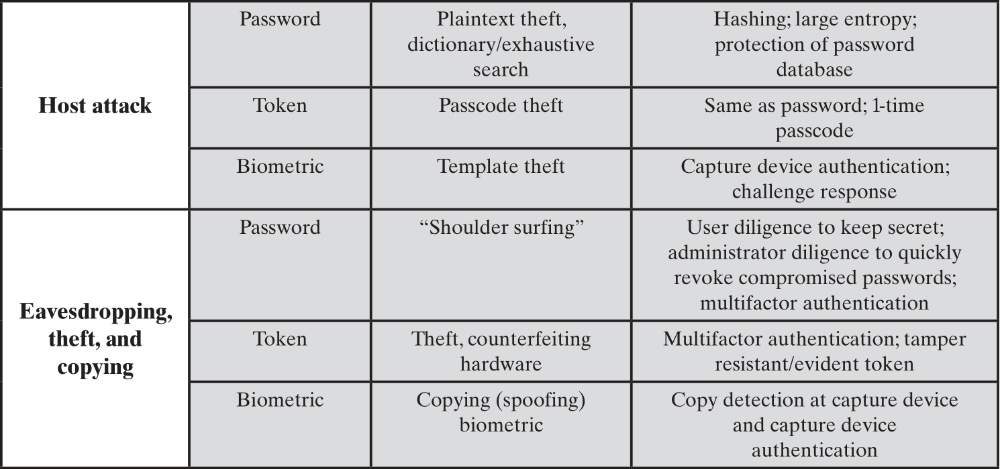 Host attack
Password
Plaintext theft,
dictionary/exhaustive
search
Hashing; large entropy;
protection of password
database
Token
Passcode theft
Same as password; 1-time
passcode
Biometric
Template theft
Capture device authentication;
challenge response
Eavesdropping,
theft, and
copying
Password
“Shoulder surfing”
User diligence to keep secret;
administrator diligence to quickly
revoke compromised passwords;
multifactor authentication
Token
Theft, counterfeiting
hardware
Multifactor authentication; tamper
resistant/evident token
Biometric
Copying (spoofing)
biometric
Copy detection at capture device
and capture device
authentication